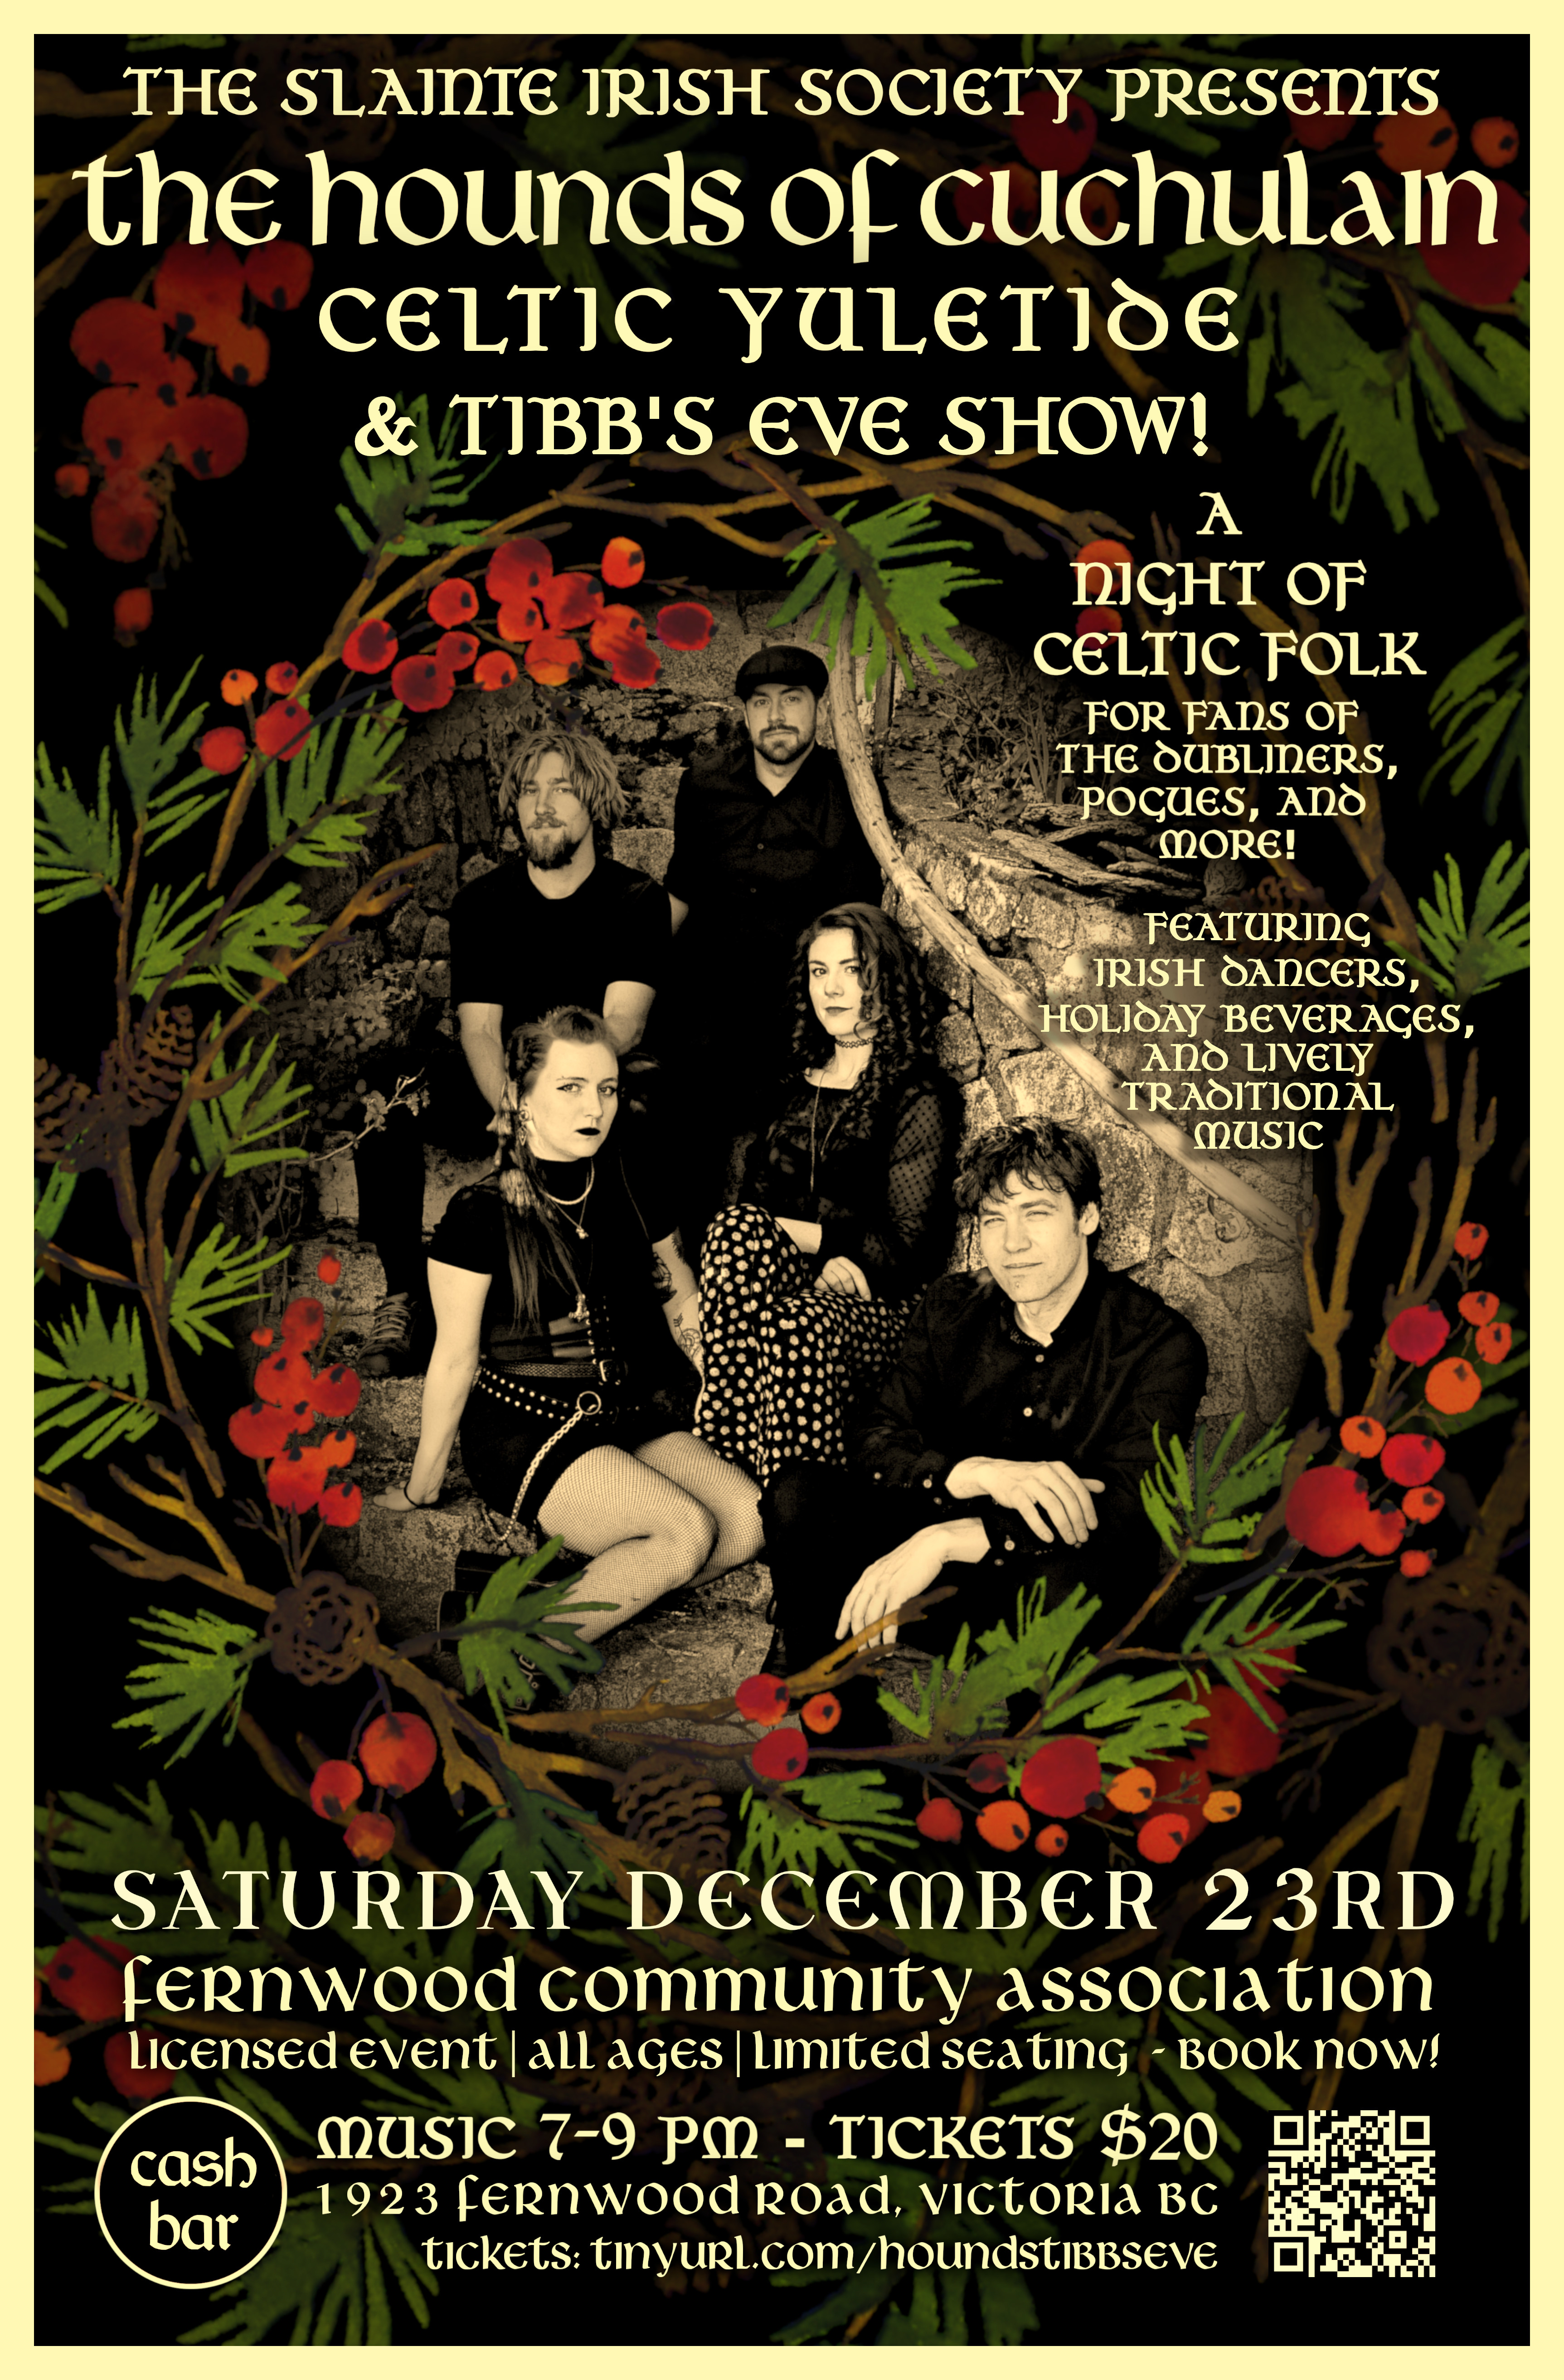 THE SLAINTE IRISH SOCIETY PRESENTS
the hounds of cuchulain
CELTIC YULETIDE
& TIBB'S EVE SHOW!
A
NIGHT OF
CELTIC FOLK
FOR FANS OF
THE DUBLINERS,
POGUES, AND
MORE!
FEATURING
IRISH DANCERS,
HOLIDAY BEVERAGES,
AND LIVELY
TRADITIONAL
MUSIC
SATURDAY DECEMBER 23RD
fernwood community association
licensed event | all ages | limited seating - book now!
cash
bar
MUSIC 7-9 PM - TICKETS $20
1923 fernwood road, victoria bc
tickets: tinyurl.com/houndstibbseve